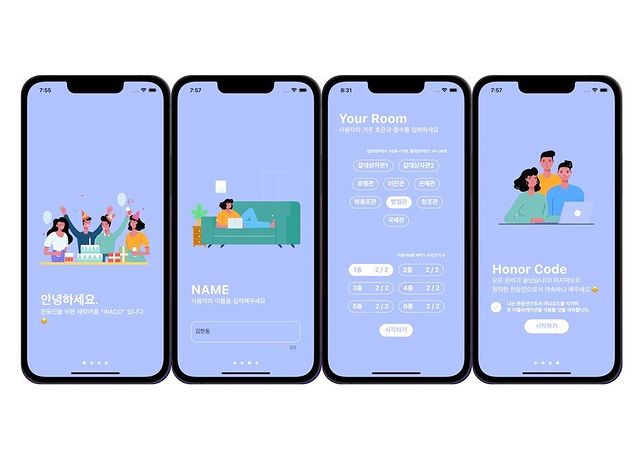 7:55
안녕하세요.
한동인을 위한 세탁어플 "WACO" 입니다
😀
7:57
NAME
사용자의 이름을 입력해주세요
김한동
3/3
8:31
Your Room
사용자의 거주 호관과 층수를 입력하세요
갈대상자관1 갈대상자관2
로뎀관 비전관 은혜관
하용조관 벧엘관 창조관
국제관
1층 2 / 2 2층 2 / 2
3층 2 / 2 4층 2 / 2
5층 2 / 2 6층 2 / 2
시작하기
7:57
Honor Code
모든 준비가 끝났습니다! 마지막으로
정직한 한동인으로서 약속하나 해주세요 😀
나는 한동인으로서 아너코드를 지키며
본 어플리케이션을 이용할 것을 약속합니다.
시작하기